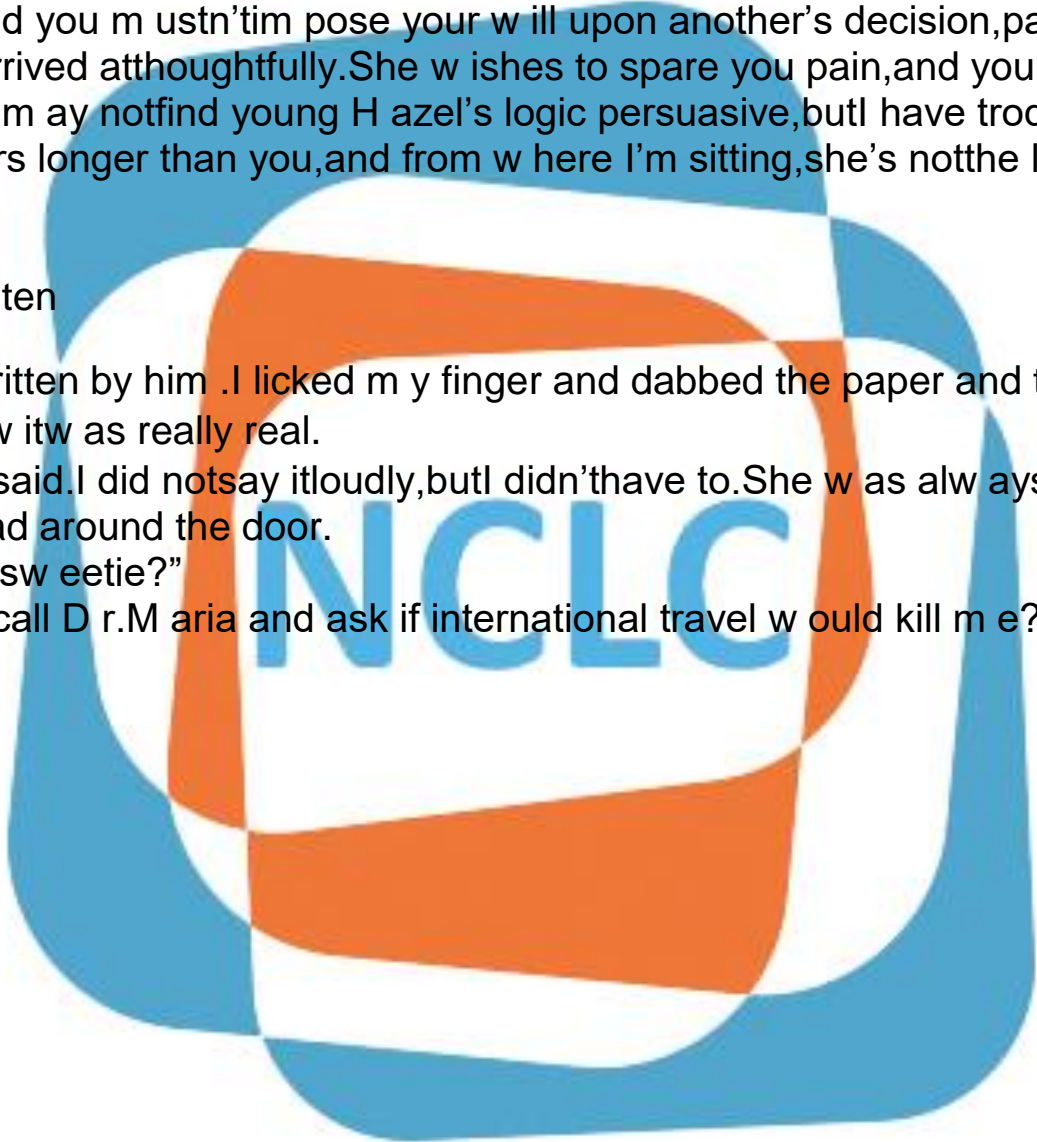 d you m ustn’tim pose your w ill upon another’s decision,pa
rrived atthoughtfully.She w ishes to spare you pain,and you
m ay notfind young H azel’s logic persuasive,butI have trod
rs longer than you,and from w here I’m sitting,she’s notthe l
ten
ritten by him .I licked m y finger and dabbed the paper and t
w itw as really real.
said.I did notsay itloudly,butI didn’thave to.She w as alw ays
ad around the door.
sw eetie?”
call D r.M aria and ask if international travel w ould kill m e?
NCLC